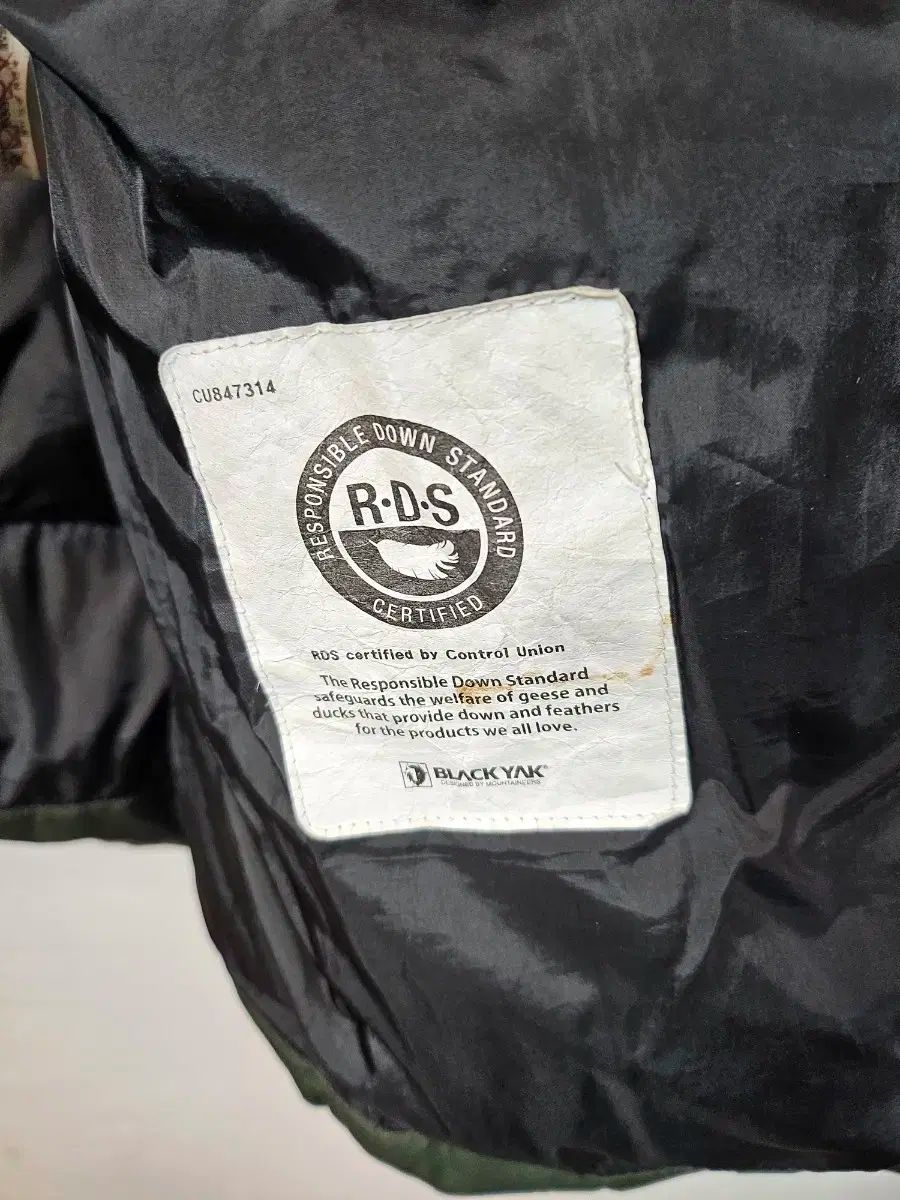 CU847314
RESPONSIBLE DOWN STANDARD
R·D·S
CERTIFIED
RDS certified by Control Union
The Responsible Down Standard
safeguards the welfare of geese and
ducks that provide down and feathers
for the products we all love.
BLACKYAK®
DESIGNED BY MOUNTAINEERS